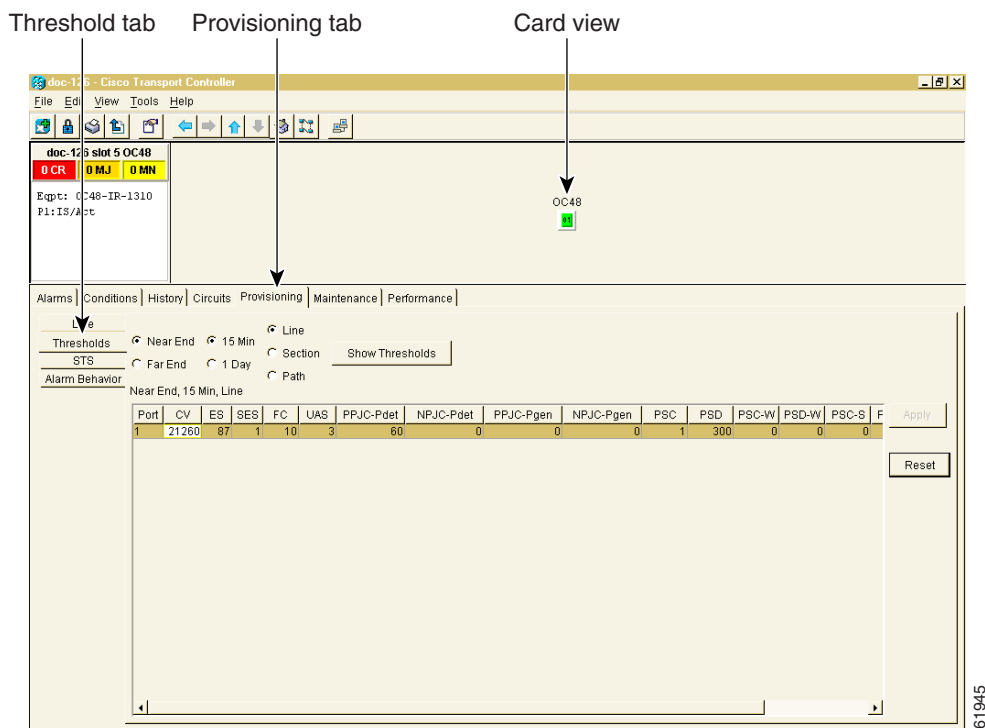 Threshold tab Provisioning tab Card view
doc-126 - Cisco Transport Controller
File Edi View Tools Help
doc-126 slot 5 OC48
0 CR 0 MJ 0 MN
Eqpt: OC48-IR-1310
Pl:IS/Act
OC48
01
Alarms Conditions History Circuits Provisioning Maintenance Performance
Line
Thresholds
STS
Alarm Behavior
Near End 15 Min Line
Section Show Thresholds
Far End 1 Day
Path
Near End, 15 Min, Line
Port CV ES SES FC UAS PPJC-Pdet NPJC-Pdet PPJC-Pgen NPJC-Pgen PSC PSD PSC-W PSD-W PSC-S F Apply
1 21260 87 1 10 3 60 0 0 0 1 300 0 0 0
Reset
61945